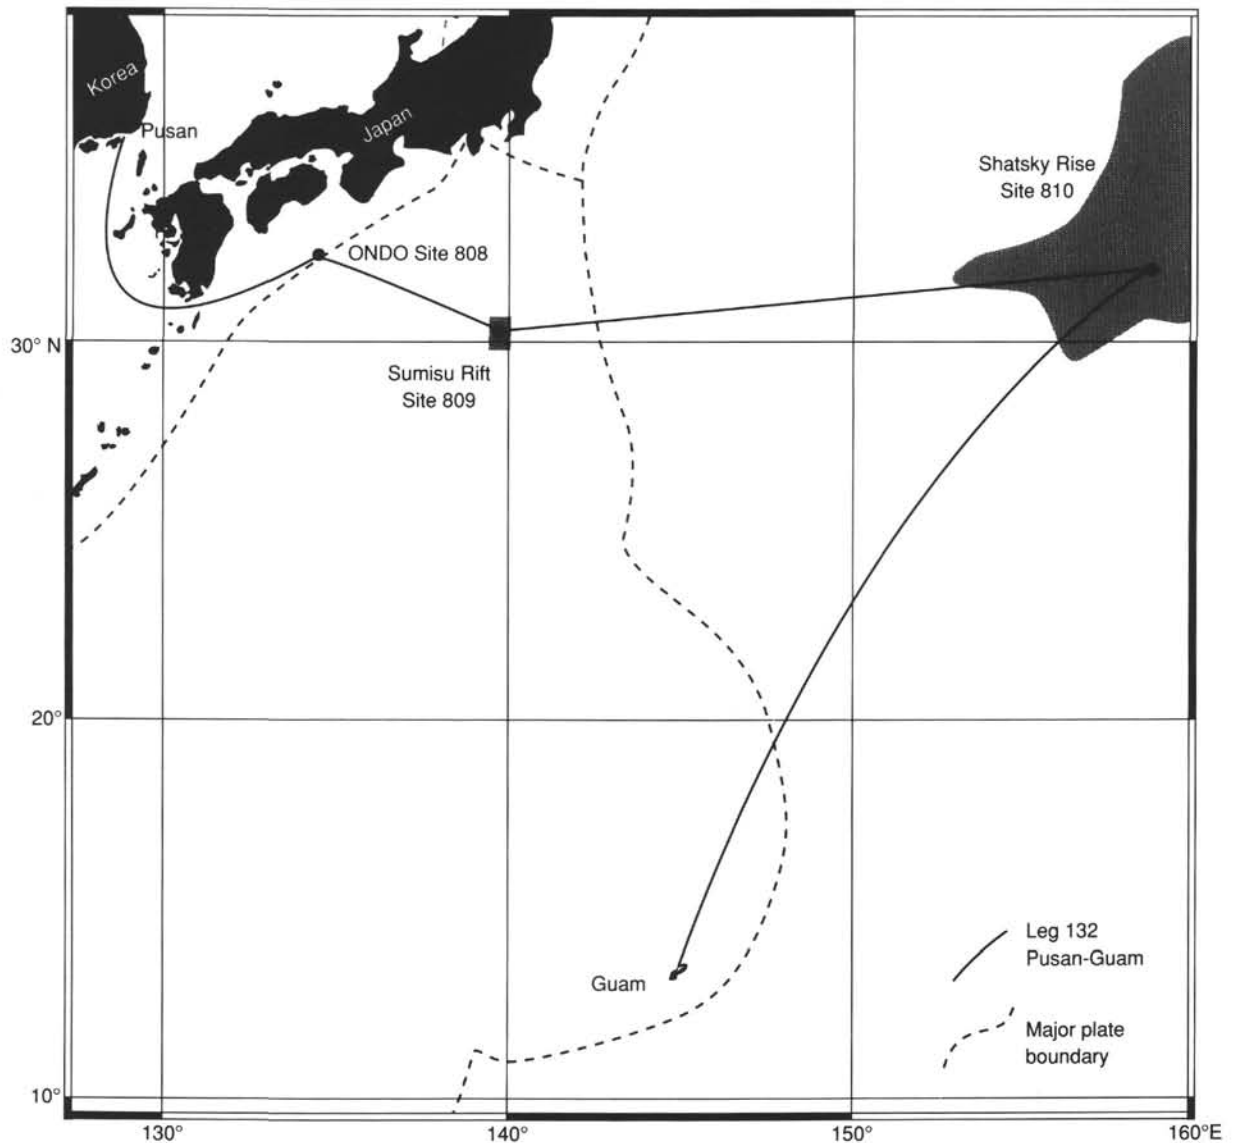 Korea
Pusan
Japan
Shatsky Rise
Site 810
ONDO Site 808
30° N
Sumisu Rift
Site 809
20°
Leg 132
Pusan-Guam
Guam
Major plate
boundary
10°
130°
140°
150°
160°E